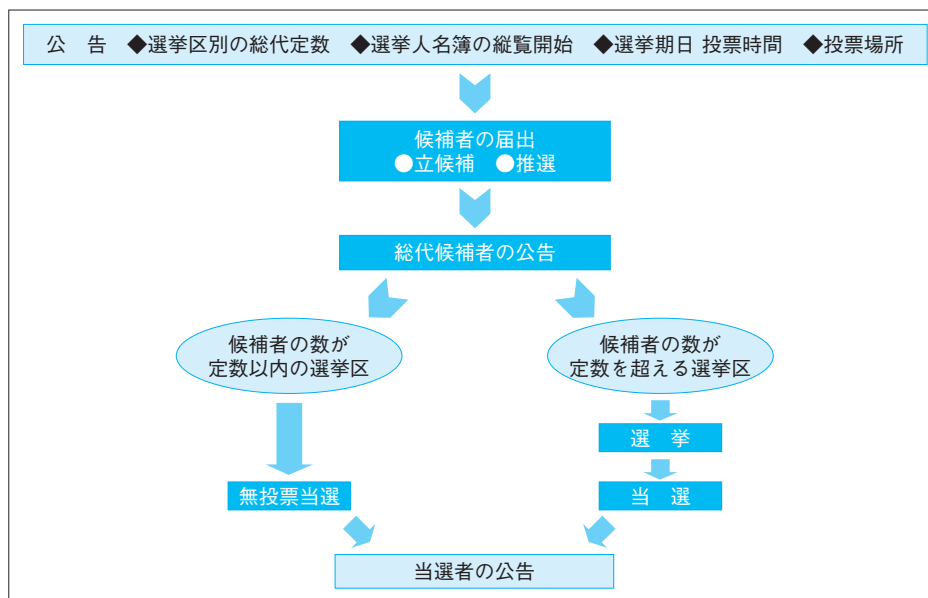 公 告 ◆選挙区別の総代定数 ◆選挙人名簿の縦覧開始 ◆選挙期日 投票時間 ◆投票場所
候補者の届出
●立候補 ●推選
総代候補者の公告
候補者の数が
定数以内の選挙区
候補者の数が
定数を超える選挙区
選 挙
無投票当選
当 選
当選者の公告